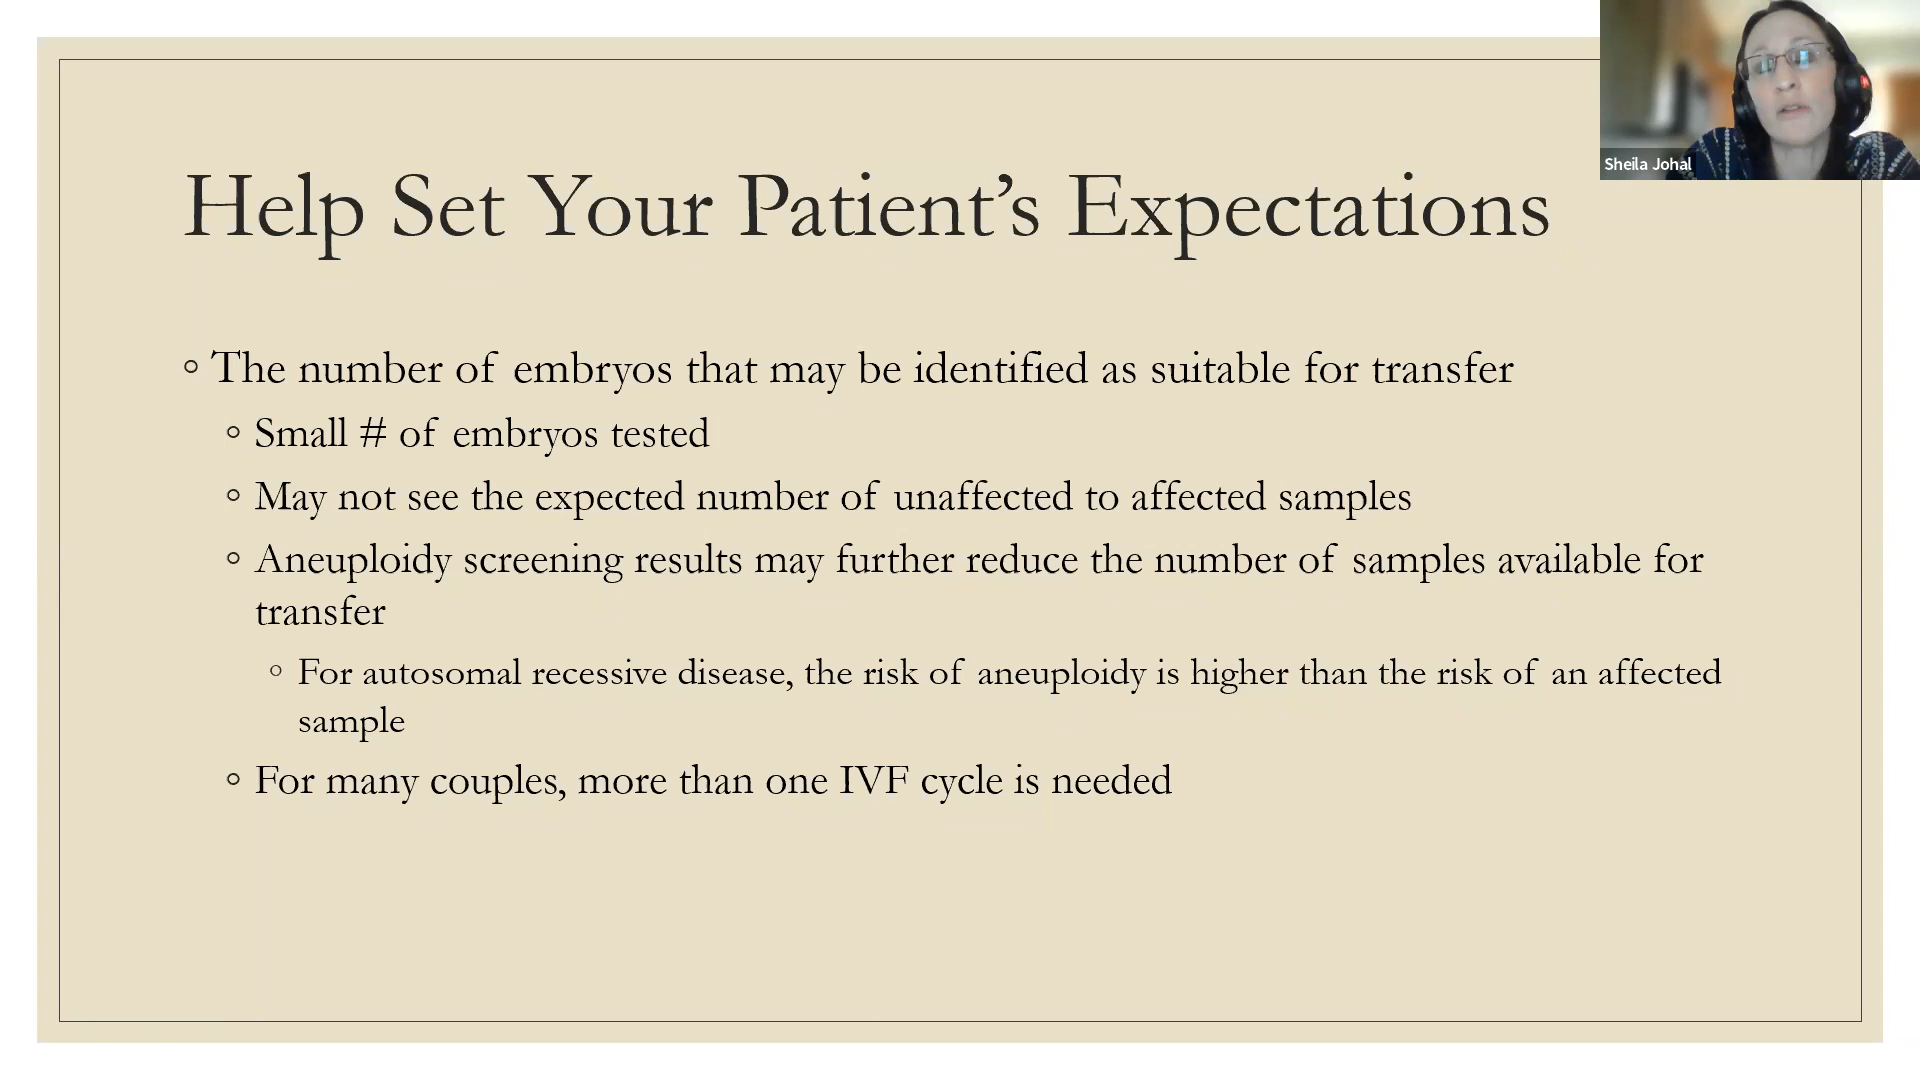 Sheila Johal
Help Set Your Patient’s Expectations
◦ The number of embryos that may be identified as suitable for transfer
◦ Small # of embryos tested
◦ May not see the expected number of unaffected to affected samples
◦ Aneuploidy screening results may further reduce the number of samples available for
transfer
◦ For autosomal recessive disease, the risk of aneuploidy is higher than the risk of an affected
sample
◦ For many couples, more than one IVF cycle is needed